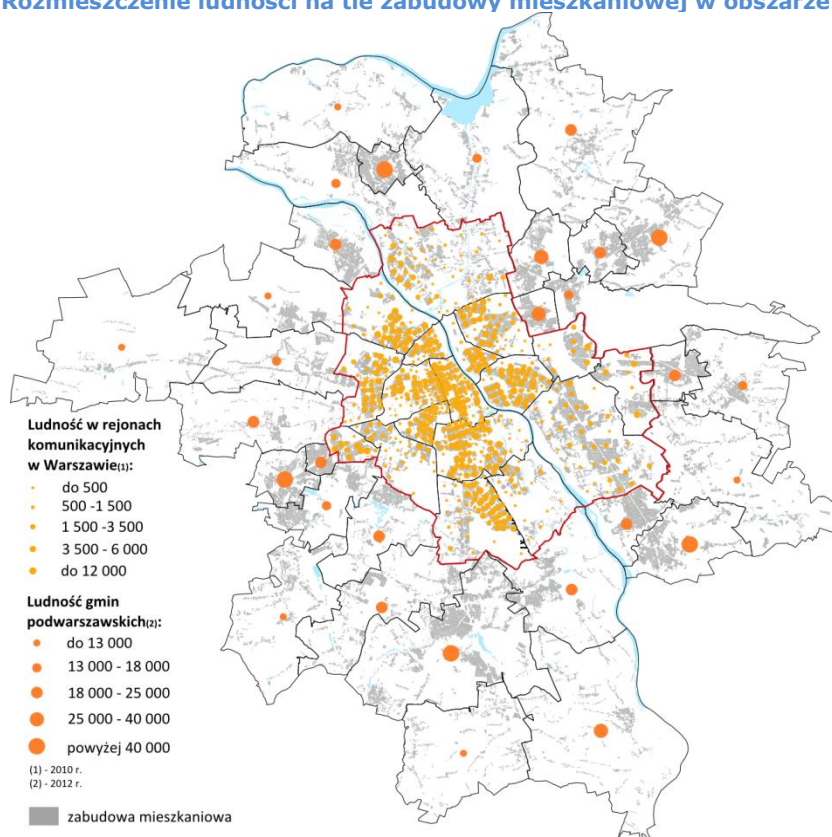 Rozmieszczenie ludności na tle zabudowy mieszkaniowej w obszarze
Ludność w rejonach
komunikacyjnych
w Warszawie(1):
do 500
500 -1 500
1 500 -3 500
3 500 - 6 000
do 12 000
Ludność gmin
podwarszawskich(2):
do 13 000
13 000 - 18 000
18 000 - 25 000
25 000 - 40 000
powyżej 40 000
(1) - 2010 r.
(2) - 2012 r.
zabudowa mieszkaniowa